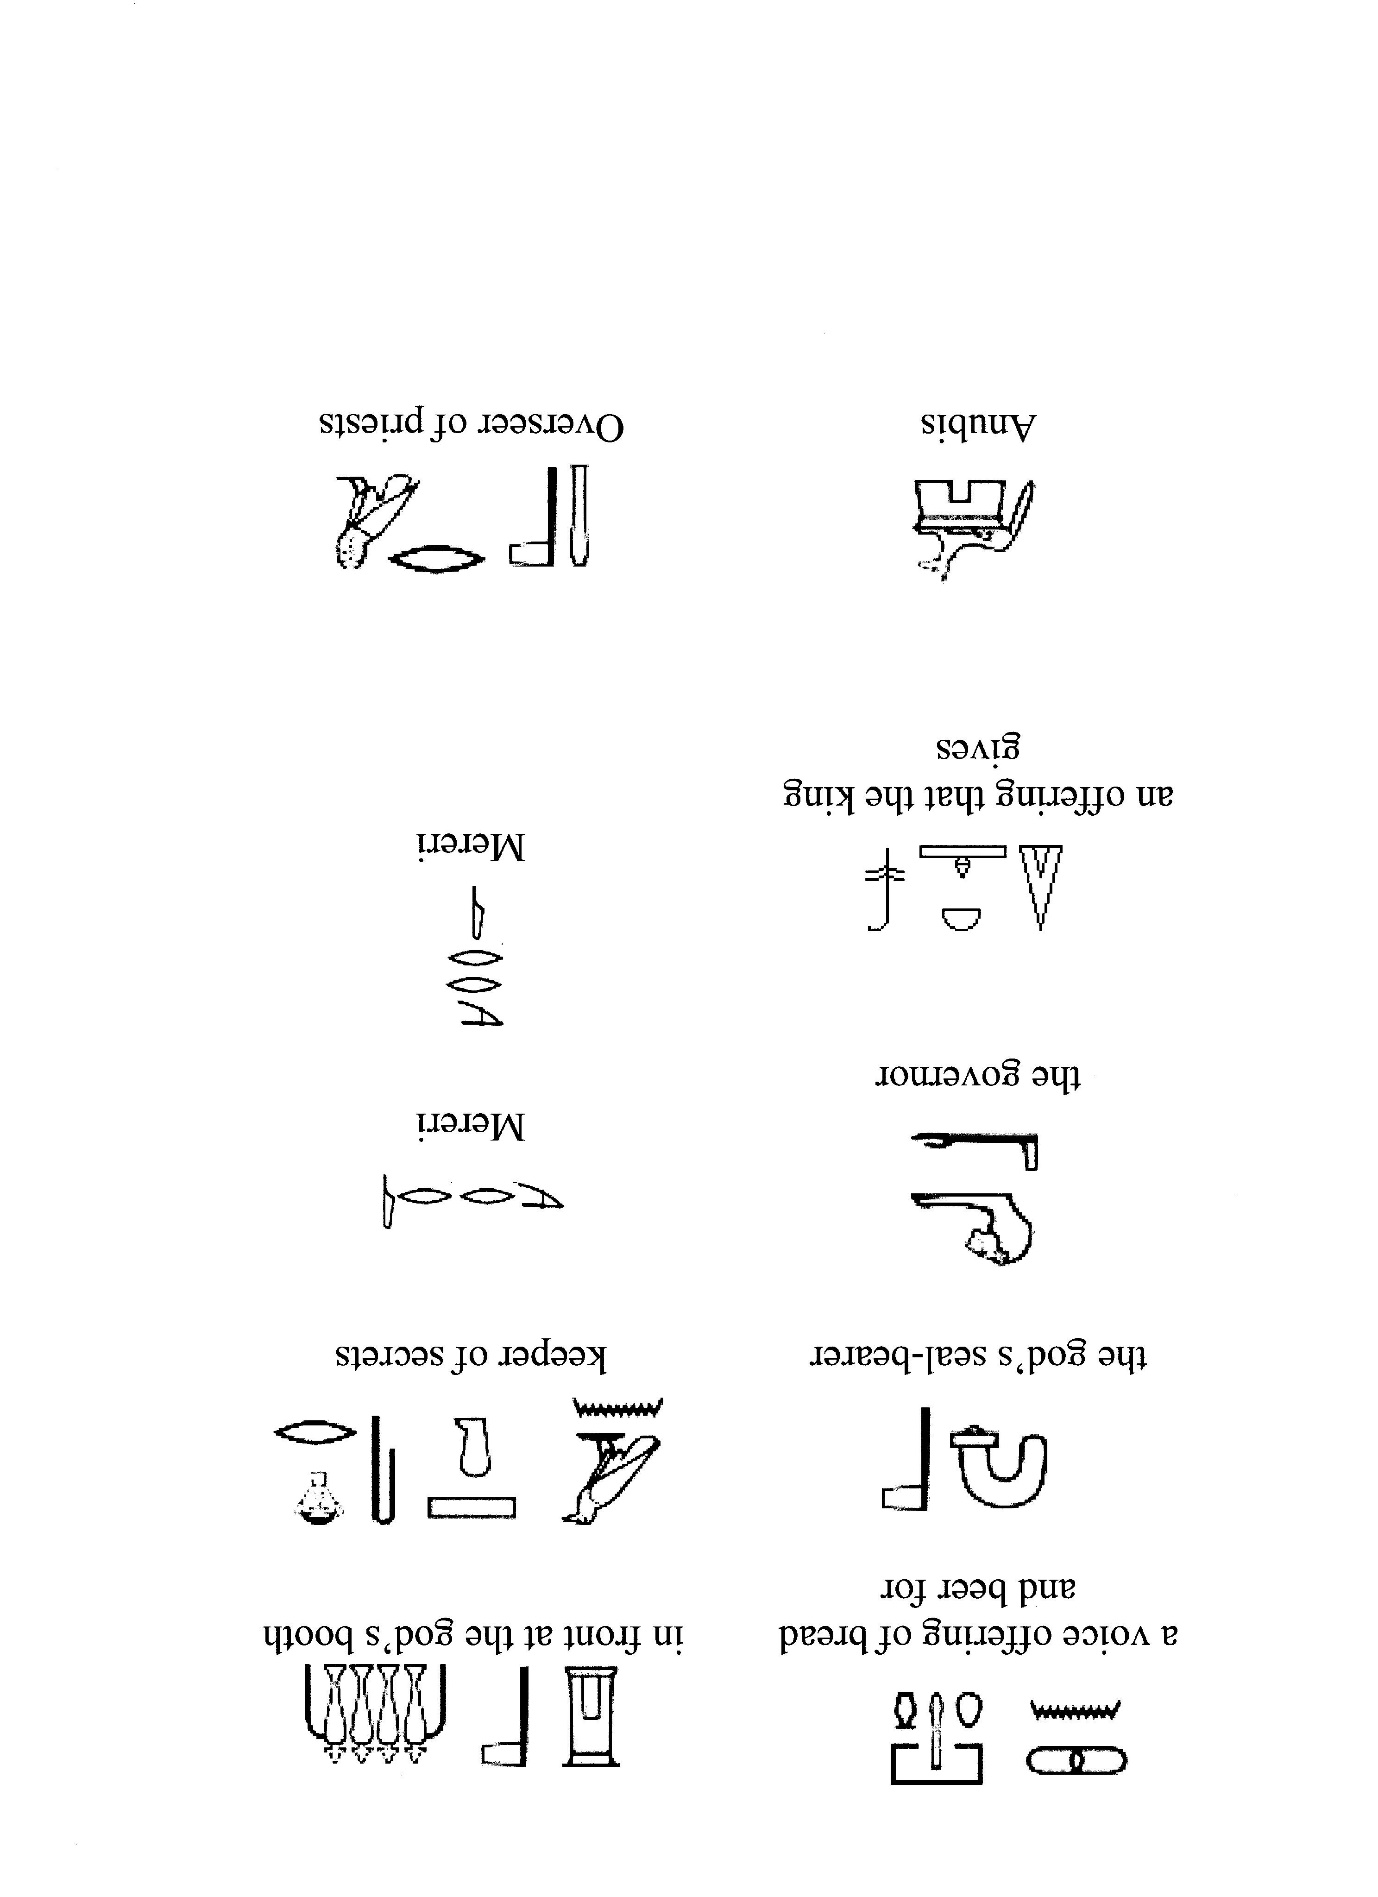 a voice offering of bread
and beer for
in front at the god's booth
the god's seal-bearer
keeper of secrets
the governor
Mereri
an offering that the king
gives
Mereri
Anubis
Overseer of priests